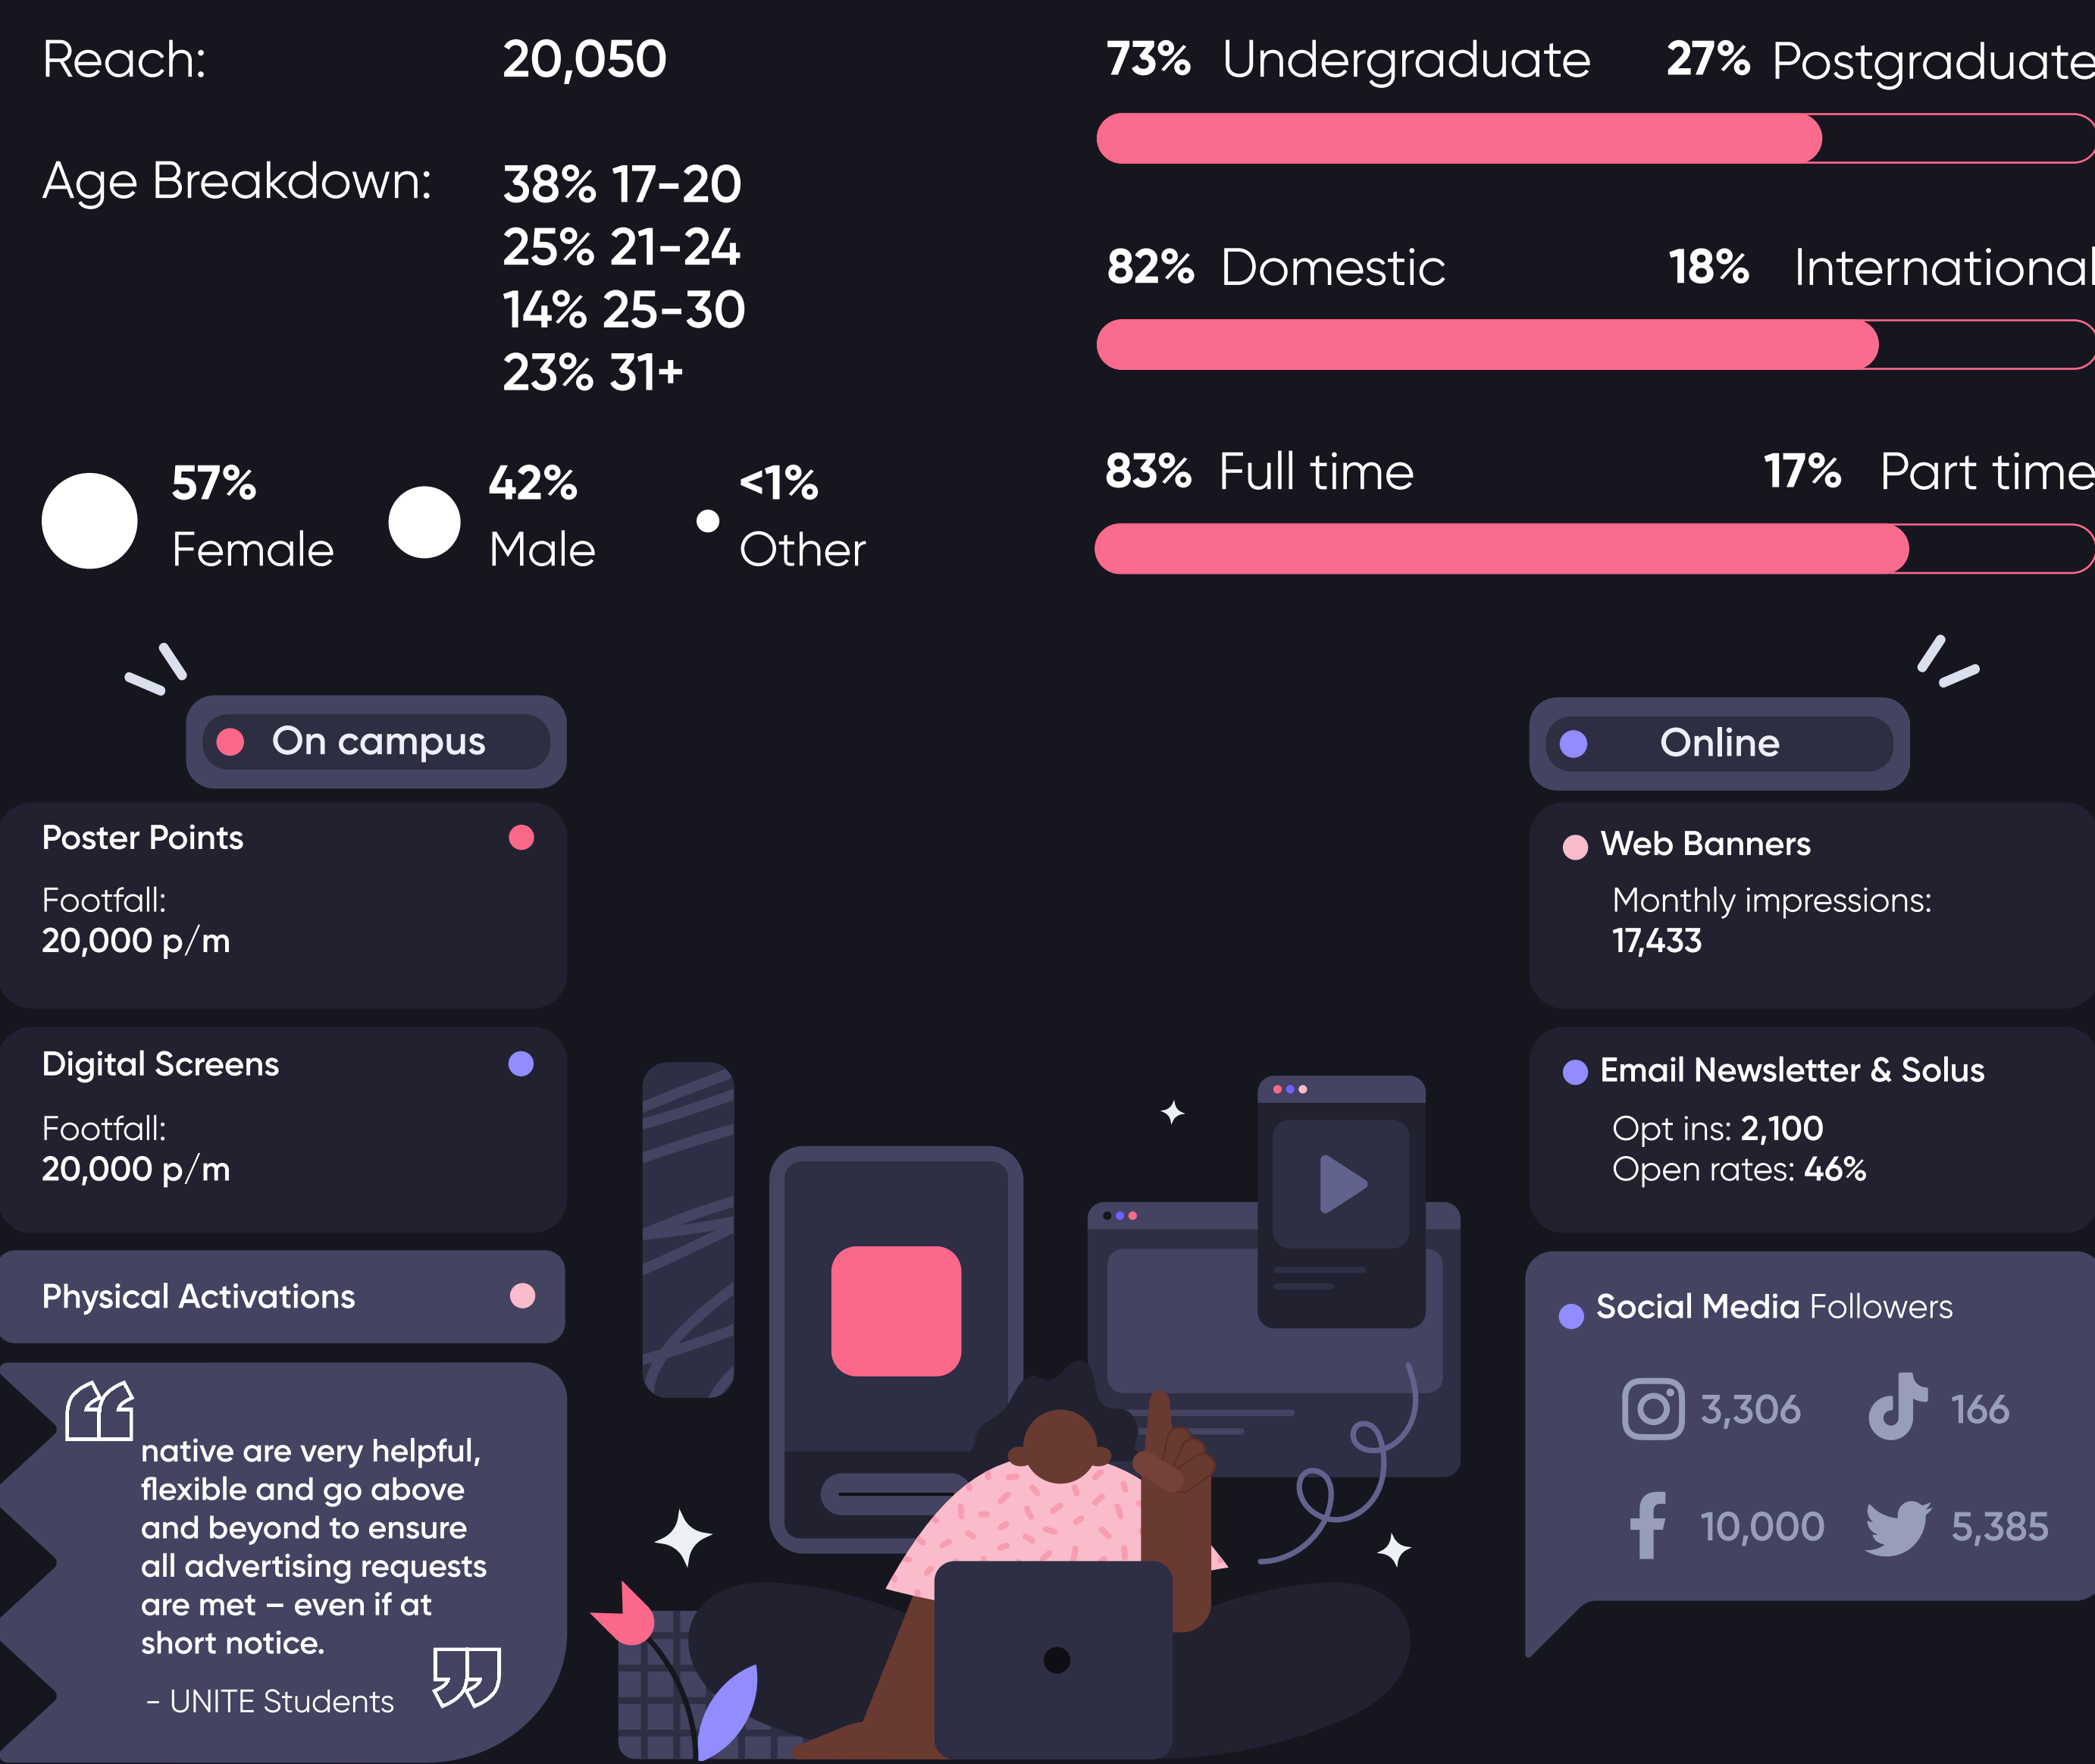 Reach: 20,050
Age Breakdown: 38% 17-20
25% 21-24
14% 25-30
23% 31+
57% Female
42% Male
<1% Other
73% Undergraduate 27% Postgraduate
82% Domestic 18% International
83% Full time 17% Part time
On campus
Poster Points
Footfall:
20,000 p/m
Digital Screens
Footfall:
20,000 p/m
Physical Activations
native are very helpful,
flexible and go above
and beyond to ensure
all advertising requests
are met – even if at
short notice.
- UNITE Students
Online
Web Banners
Monthly impressions:
17,433
Email Newsletter & Solus
Opt ins: 2,100
Open rates: 46%
Social Media Followers
3,306 166
10,000 5,385